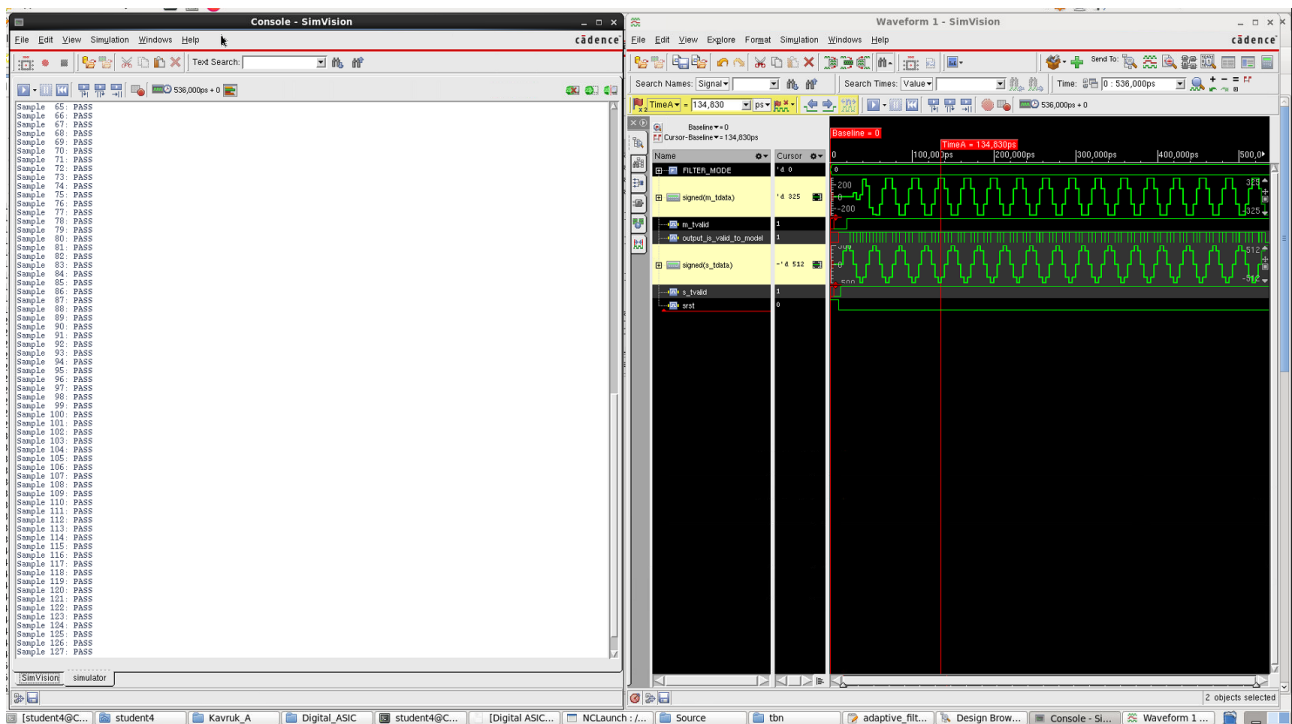 Console - SimVision
File Edit View Simulation Windows Help
cādence
Text Search:
536,000ps + 0
Sample 65: PASS
Sample 66: PASS
Sample 67: PASS
Sample 68: PASS
Sample 69: PASS
Sample 70: PASS
Sample 71: PASS
Sample 72: PASS
Sample 73: PASS
Sample 74: PASS
Sample 75: PASS
Sample 76: PASS
Sample 77: PASS
Sample 78: PASS
Sample 79: PASS
Sample 80: PASS
Sample 81: PASS
Sample 82: PASS
Sample 83: PASS
Sample 84: PASS
Sample 85: PASS
Sample 86: PASS
Sample 87: PASS
Sample 88: PASS
Sample 89: PASS
Sample 90: PASS
Sample 91: PASS
Sample 92: PASS
Sample 93: PASS
Sample 94: PASS
Sample 95: PASS
Sample 96: PASS
Sample 97: PASS
Sample 98: PASS
Sample 99: PASS
Sample 100: PASS
Sample 101: PASS
Sample 102: PASS
Sample 103: PASS
Sample 104: PASS
Sample 105: PASS
Sample 106: PASS
Sample 107: PASS
Sample 108: PASS
Sample 109: PASS
Sample 110: PASS
Sample 111: PASS
Sample 112: PASS
Sample 113: PASS
Sample 114: PASS
Sample 115: PASS
Sample 116: PASS
Sample 117: PASS
Sample 118: PASS
Sample 119: PASS
Sample 120: PASS
Sample 121: PASS
Sample 122: PASS
Sample 123: PASS
Sample 124: PASS
Sample 125: PASS
Sample 126: PASS
Sample 127: PASS
SimVision simulator
Waveform 1 - SimVision
File Edit View Explore Format Simulation Windows Help
cādence
Send To:
Search Names: Signal Search Times: Value Time: 0 : 536,000ps
TimeA = 134,830 ps 536,000ps + 0
Baseline = 0
Cursor-Baseline = 134,830ps
Baseline = 0
TimeA = 134,830ps
Name Cursor 0 100,000ps 200,000ps 300,000ps 400,000ps 500,0
FILTER_MODE 'd 0 0
signed(m_tdata) 'd 325
m_tvalid 1
output_is_valid_to_model 1
signed(s_tdata) -'d 512
s_tvalid 1
srst 0
2 objects selected
[student4@C... student4 Kavruk_A Digital_ASIC student4@C... [Digital ASIC... NCLaunch : /... Source tbn adaptive_filt... Design Brow... Console - Si... Waveform 1 ...